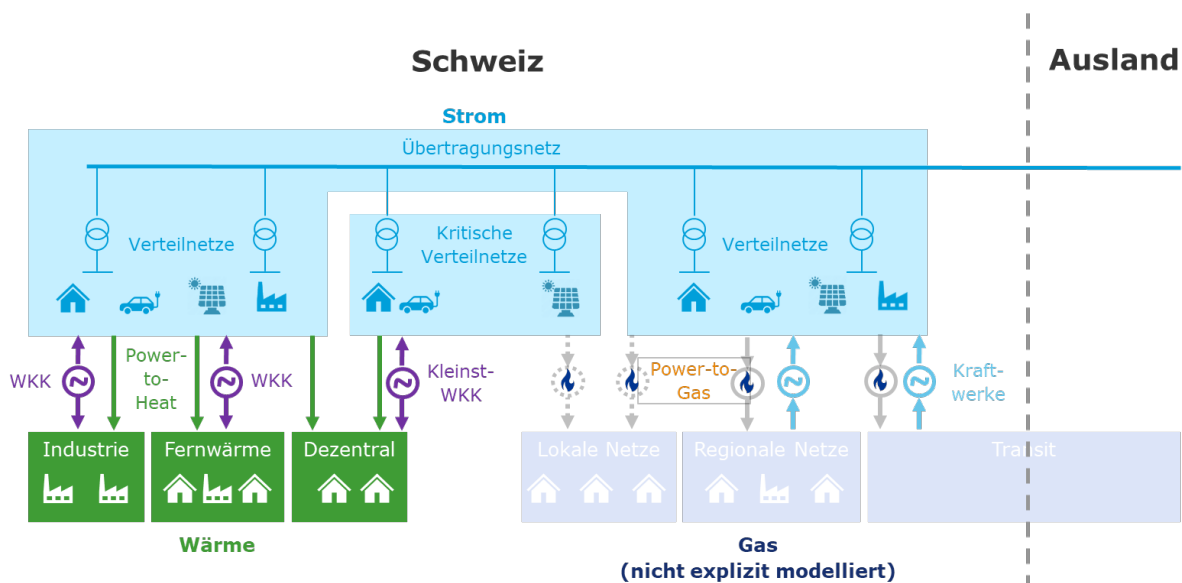 Schweiz
Ausland
Strom
Übertragungsnetz
Verteilnetze
Kritische
Verteilnetze
Verteilnetze
WKK
Power-
to-
Heat
WKK
Kleinst-
WKK
Power-to-
Gas
Kraft-
werke
Industrie
Fernwärme
Dezentral
Lokale Netze
Regionale Netze
Transit
Wärme
Gas
(nicht explizit modelliert)